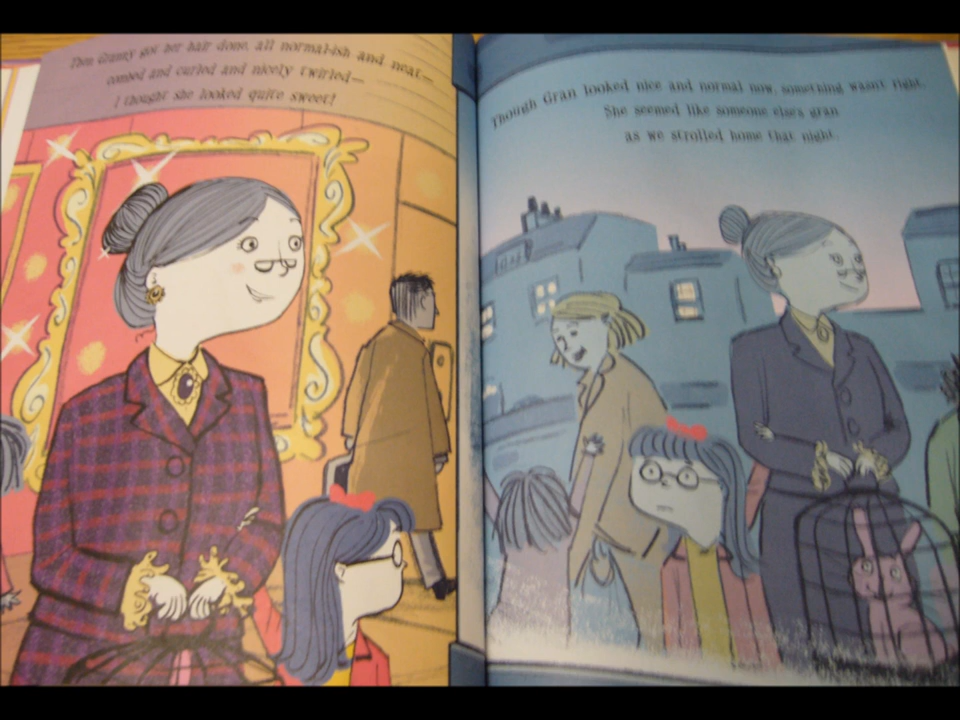 Then Granny got her hair done, all normal-ish and neat—
combed and curled and nicely twirled—
I thought she looked quite sweet!
Though Gran looked nice and normal now, something wasn't right.
She seemed like someone else's gran
as we strolled home that night.